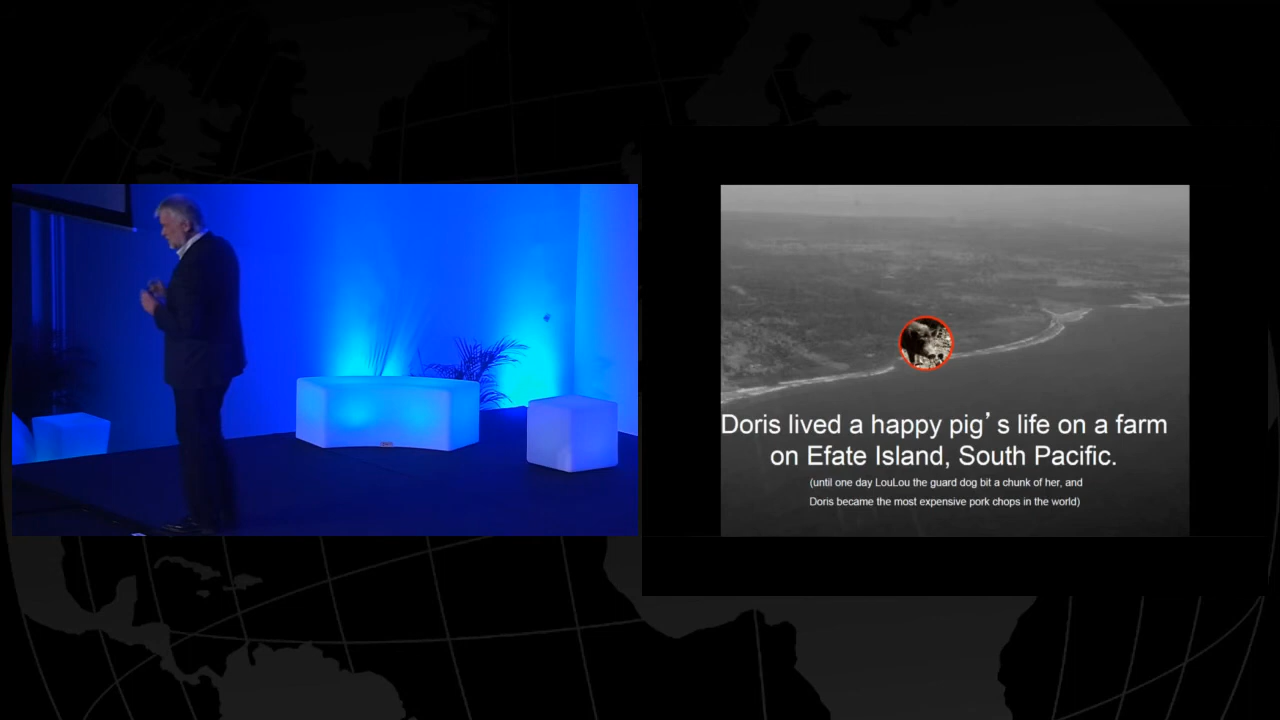 Doris lived a happy pig’s life on a farm
on Efate Island, South Pacific.
(until one day LouLou the guard dog bit a chunk of her, and
Doris became the most expensive pork chops in the world)